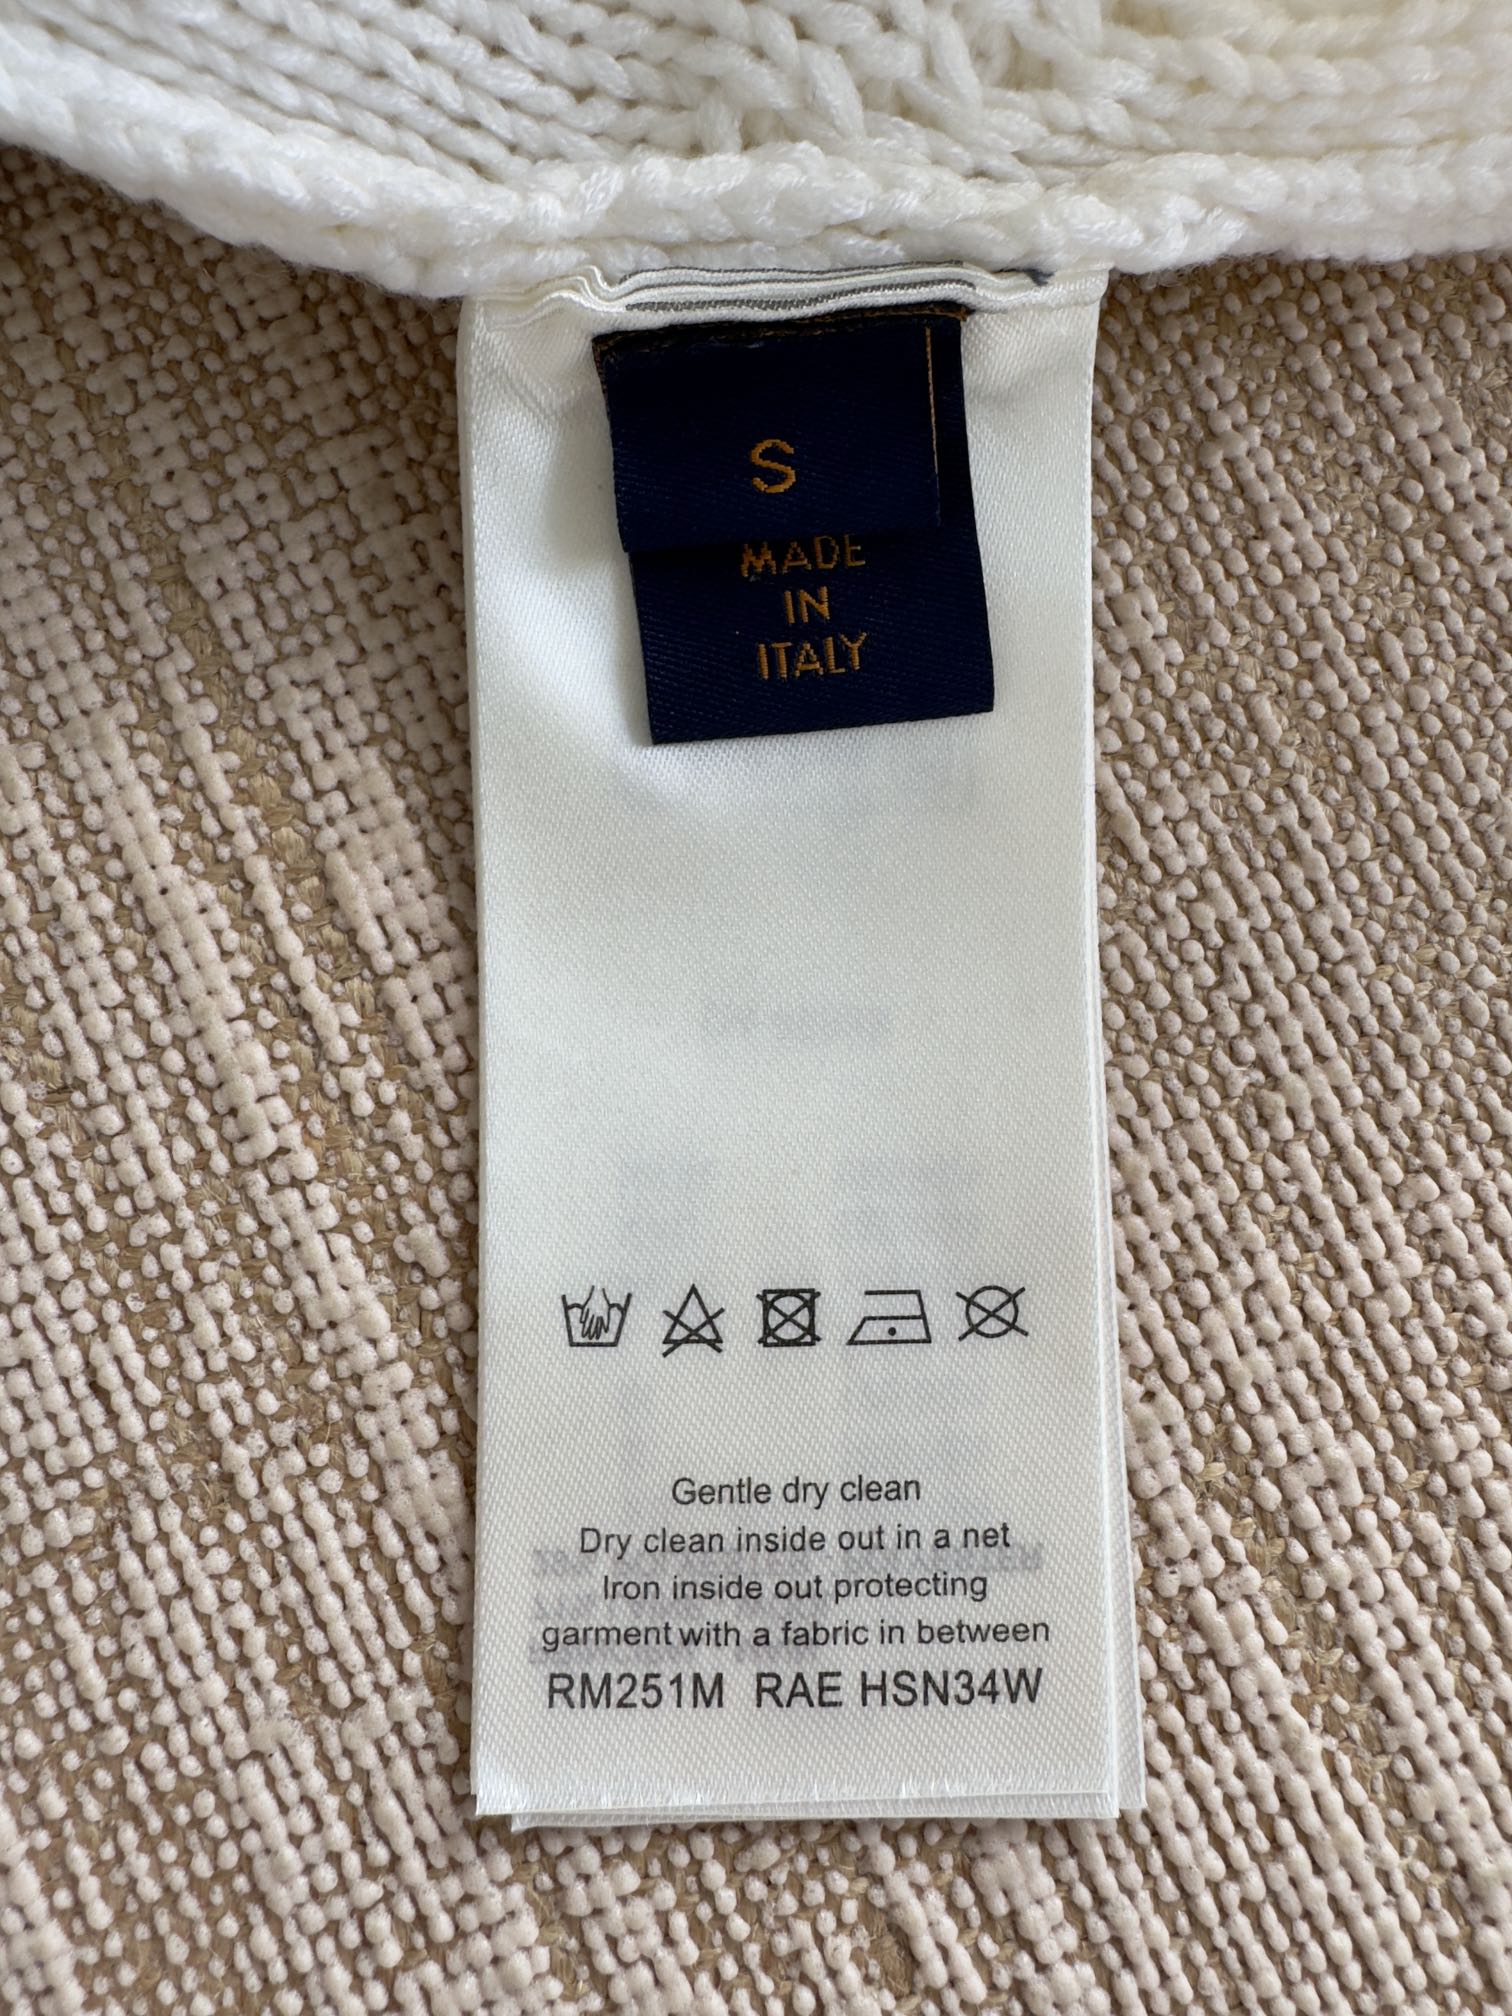 S
MADE
IN
ITALY
Gentle dry clean
Dry clean inside out in a net
Iron inside out protecting
garment with a fabric in between
RM251M RAE HSN34W